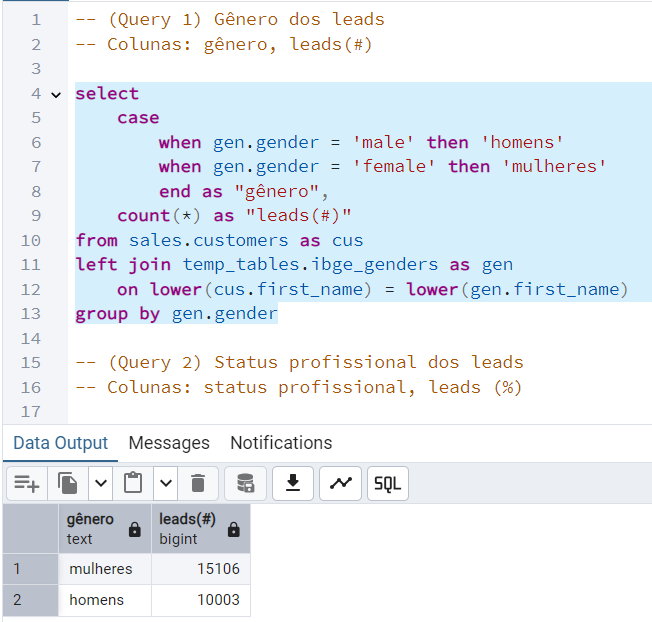 1 -- (Query 1) Gênero dos leads
2 -- Colunas: gênero, leads(#)
3
4 select
5 case
6 when gen.gender = 'male' then 'homens'
7 when gen.gender = 'female' then 'mulheres'
8 end as "gênero",
9 count(*) as "leads(#)"
10 from sales.customers as cus
11 left join temp_tables.ibge_genders as gen
12 on lower(cus.first_name) = lower(gen.first_name)
13 group by gen.gender
14
15 -- (Query 2) Status profissional dos leads
16 -- Colunas: status profissional, leads (%)
17
Data Output Messages Notifications
SQL
gênero leads(#)
text bigint
1 mulheres 15106
2 homens 10003